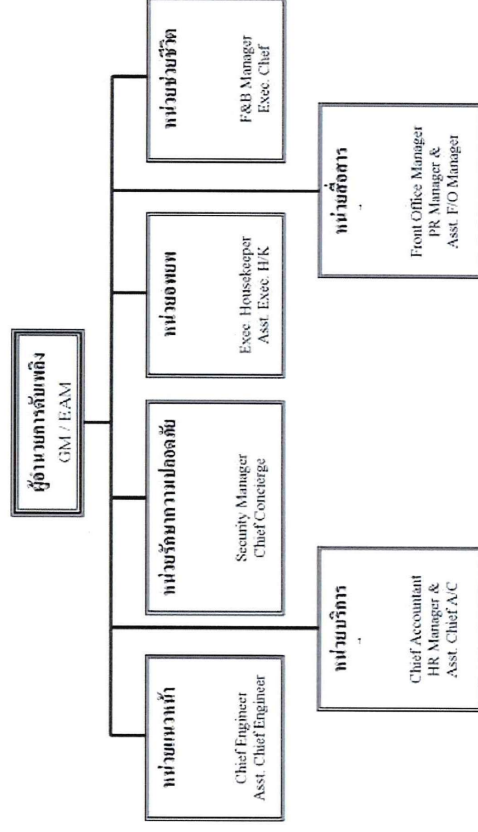 ผู้อำนวยการดับเพลิง
GM / EAM
หน่วยแนวหน้า
Chief Engineer
Asst. Chief Engineer
หน่วยรักษาความปลอดภัย
Security Manager
Chief Concierge
หน่วยอพยพ
Exec. Housekeeper
Asst. Exec. H/K
หน่วยช่วยชีวิต
F&B Manager
Exec. Chef
หน่วยบริการ
Chief Accountant
HR Manager &
Asst. Chief A/C
หน่วยสื่อสาร
Front Office Manager
PR Manager &
Asst. F/O Manager